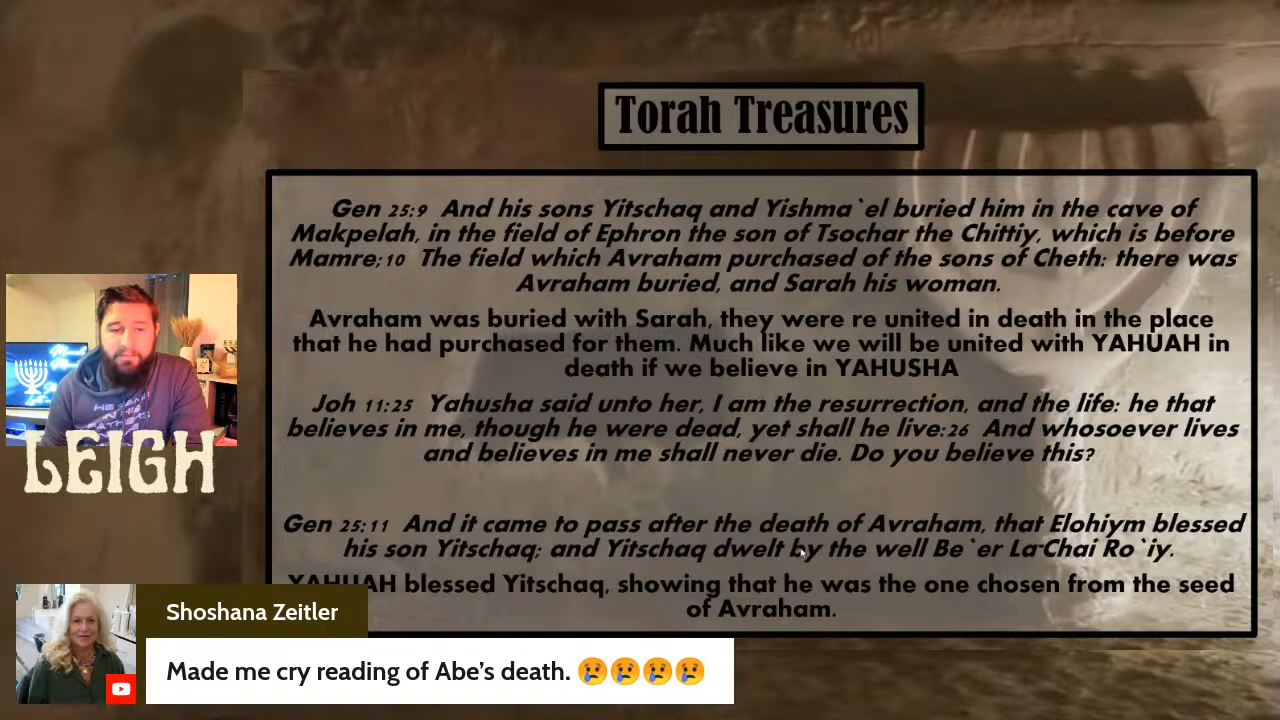 Torah Treasures
Gen 25:9 And his sons Yitschaq and Yishma`el buried him in the cave of
Makpelah, in the field of Ephron the son of Tsochar the Chittiy, which is before
Mamre;10 The field which Avraham purchased of the sons of Cheth: there was
Avraham buried, and Sarah his woman.
Avraham was buried with Sarah, they were re united in death in the place
that he had purchased for them. Much like we will be united with YAHUAH in
death if we believe in YAHUSHA
Joh 11:25 Yahusha said unto her, I am the resurrection, and the life: he that
believes in me, though he were dead, yet shall he live:26 And whosoever lives
and believes in me shall never die. Do you believe this?
Gen 25:11 And it came to pass after the death of Avraham, that Elohiym blessed
his son Yitschaq; and Yitschaq dwelt by the well Be`er La-Chai Ro`iy.
YAHUAH blessed Yitschaq, showing that he was the one chosen from the seed
of Avraham.
LEIGH
Shoshana Zeitler
Made me cry reading of Abe’s death. 😢😢😢😢